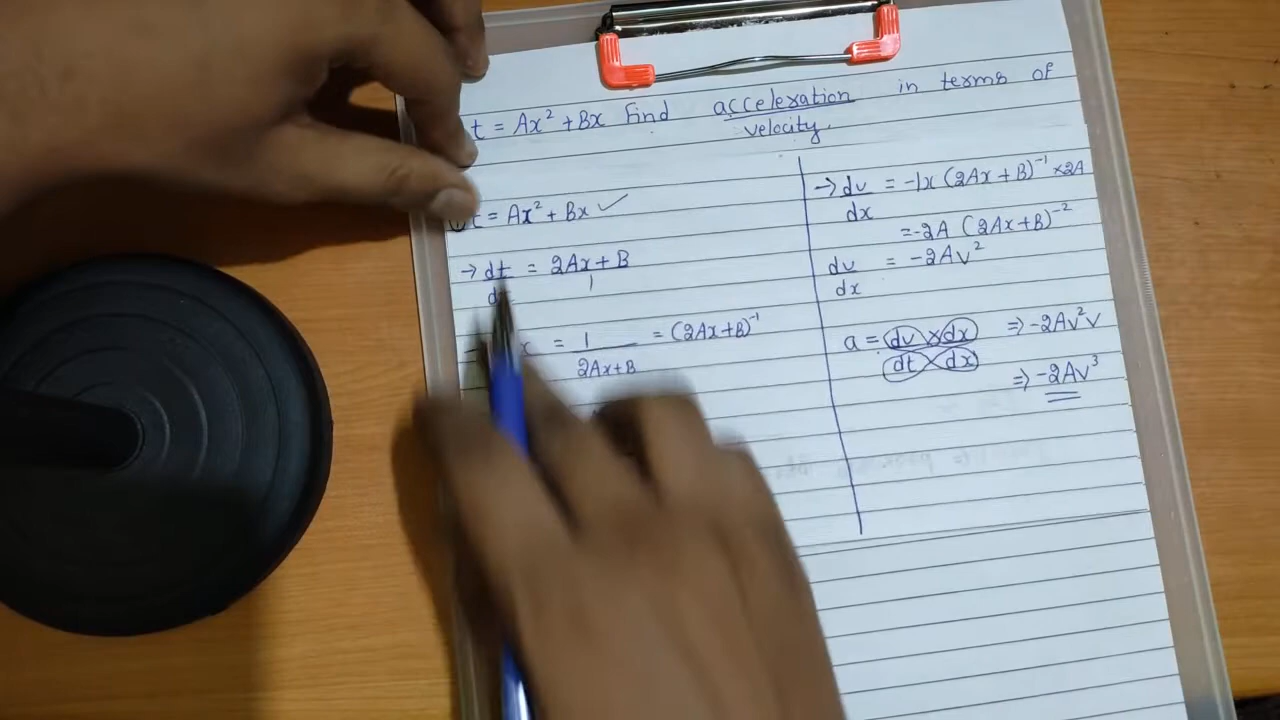 t = Ax² + Bx Find acceleration in terms of
velocity.
t = Ax² + Bx ✓
→ dt/dx = 2Ax + B / 1
= 1/(2Ax+B) = (2Ax+B)⁻¹
→ dv/dx = -1x (2Ax + B)⁻¹ × 2A
= -2A (2Ax+B)⁻²
dv/dx = -2Av²
a = dv/dt × dx/dx ⇒ -2Av²v
⇒ -2Av³